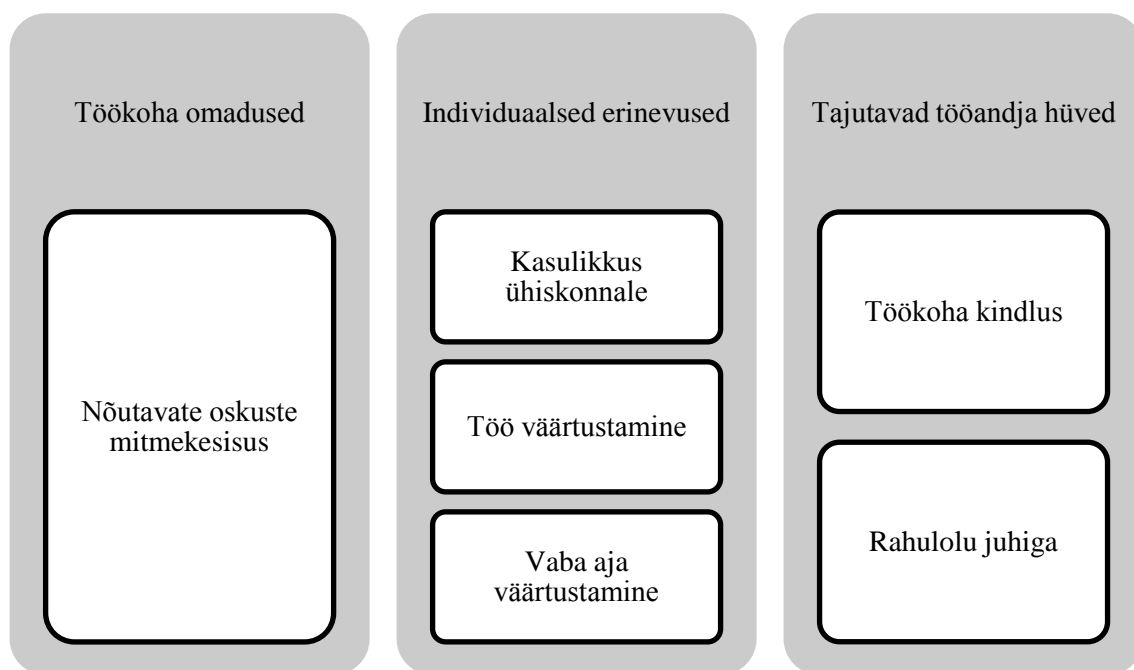 Töökoha omadused
Nõutavate oskuste
mitmekesisus
Individuaalsed erinevused
Kasulikkus
ühiskonnale
Töö väärtustamine
Vaba aja
väärtustamine
Tajutavad tööandja hüved
Töökoha kindlus
Rahulolu juhiga